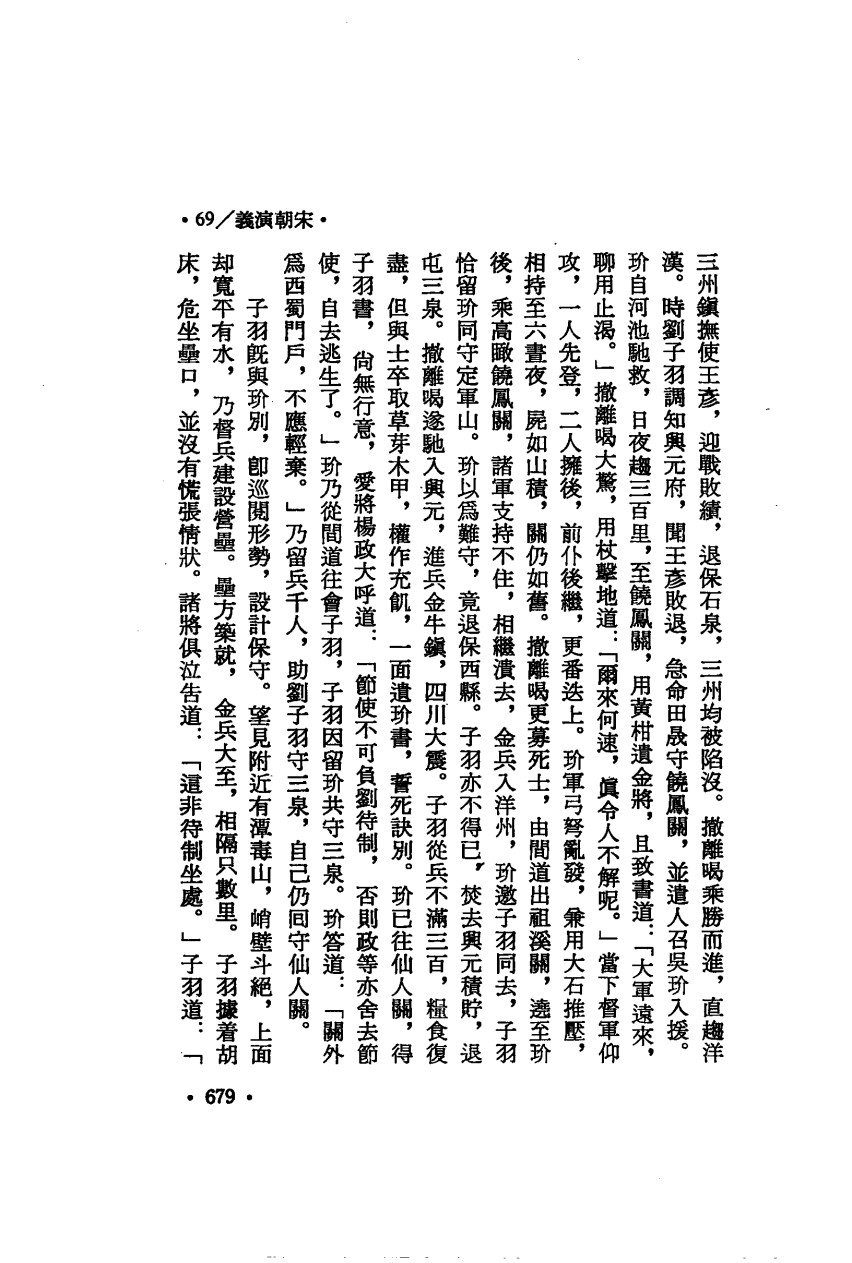 •69/義演朝宋•
三州鎭撫使王彥，迎戰敗績，退保石泉，三州均被陷沒。撤離喝乘勝而進，直趨洋
漢。時劉子羽調知興元府，聞王彥敗退，急命田晟守饒鳳關，並遣人召吳玠入援。
玠自河池馳救，日夜趨三百里，至饒鳳關，用黃柑遺金將，且致書道：「大軍遠來，
聊用止渴。」撤離喝大驚，用杖擊地道：「爾來何速，眞令人不解呢。」當下督軍仰
攻，一人先登，二人擁後，前仆後繼，更番迭上。玠軍弓弩亂發，兼用大石推壓，
相持至六晝夜，屍如山積，關仍如舊。撤離喝更募死士，由間道出祖溪關，遶至玠
後，乘高瞰饒鳳關，諸軍支持不住，相繼潰去，金兵入洋州，玠邀子羽同去，子羽
恰留玠同守定軍山。玠以爲難守，竟退保西縣。子羽亦不得已，焚去興元積貯，退
屯三泉。撤離喝遂馳入興元，進兵金牛鎭，四川大震。子羽從兵不滿三百，糧食復
盡，但與士卒取草芽木甲，權作充飢，一面遺玠書，誓死訣別。玠已往仙人關，得
子羽書，尙無行意，愛將楊政大呼道：「節使不可負劉待制，否則政等亦舍去節
使，自去逃生了。」玠乃從間道往會子羽，子羽因留玠共守三泉。玠答道：「關外
爲西蜀門戶，不應輕棄。」乃留兵千人，助劉子羽守三泉，自己仍回守仙人關。
子羽旣與玠別，卽巡閱形勢，設計保守。望見附近有潭毒山，峭壁斗絕，上面
却寬平有水，乃督兵建設營壘。壘方築就，金兵大至，相隔只數里。子羽據着胡
床，危坐壘口，並沒有慌張情狀。諸將俱泣告道：「這非待制坐處。」子羽道：「
•679•